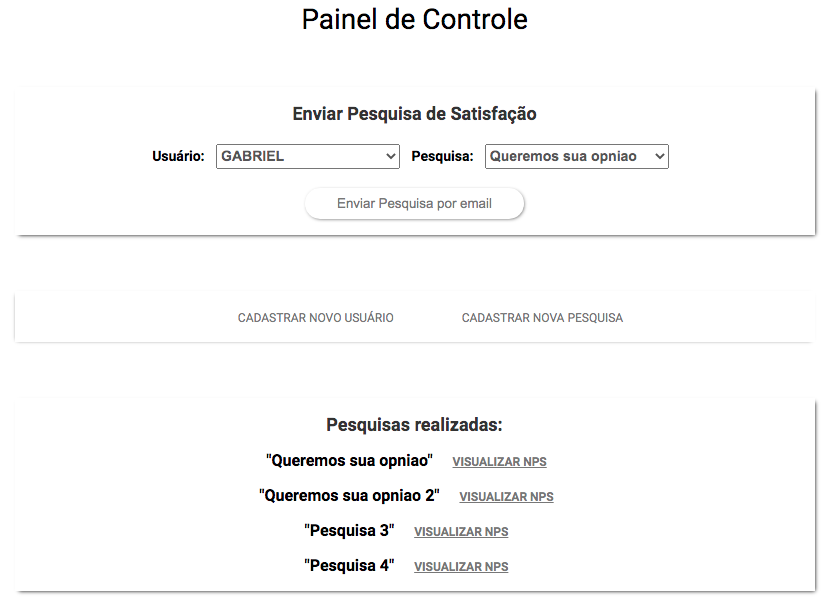 Painel de Controle
Enviar Pesquisa de Satisfação
Usuário: GABRIEL Pesquisa: Queremos sua opniao
Enviar Pesquisa por email
CADASTRAR NOVO USUÁRIO CADASTRAR NOVA PESQUISA
Pesquisas realizadas:
"Queremos sua opniao" VISUALIZAR NPS
"Queremos sua opniao 2" VISUALIZAR NPS
"Pesquisa 3" VISUALIZAR NPS
"Pesquisa 4" VISUALIZAR NPS